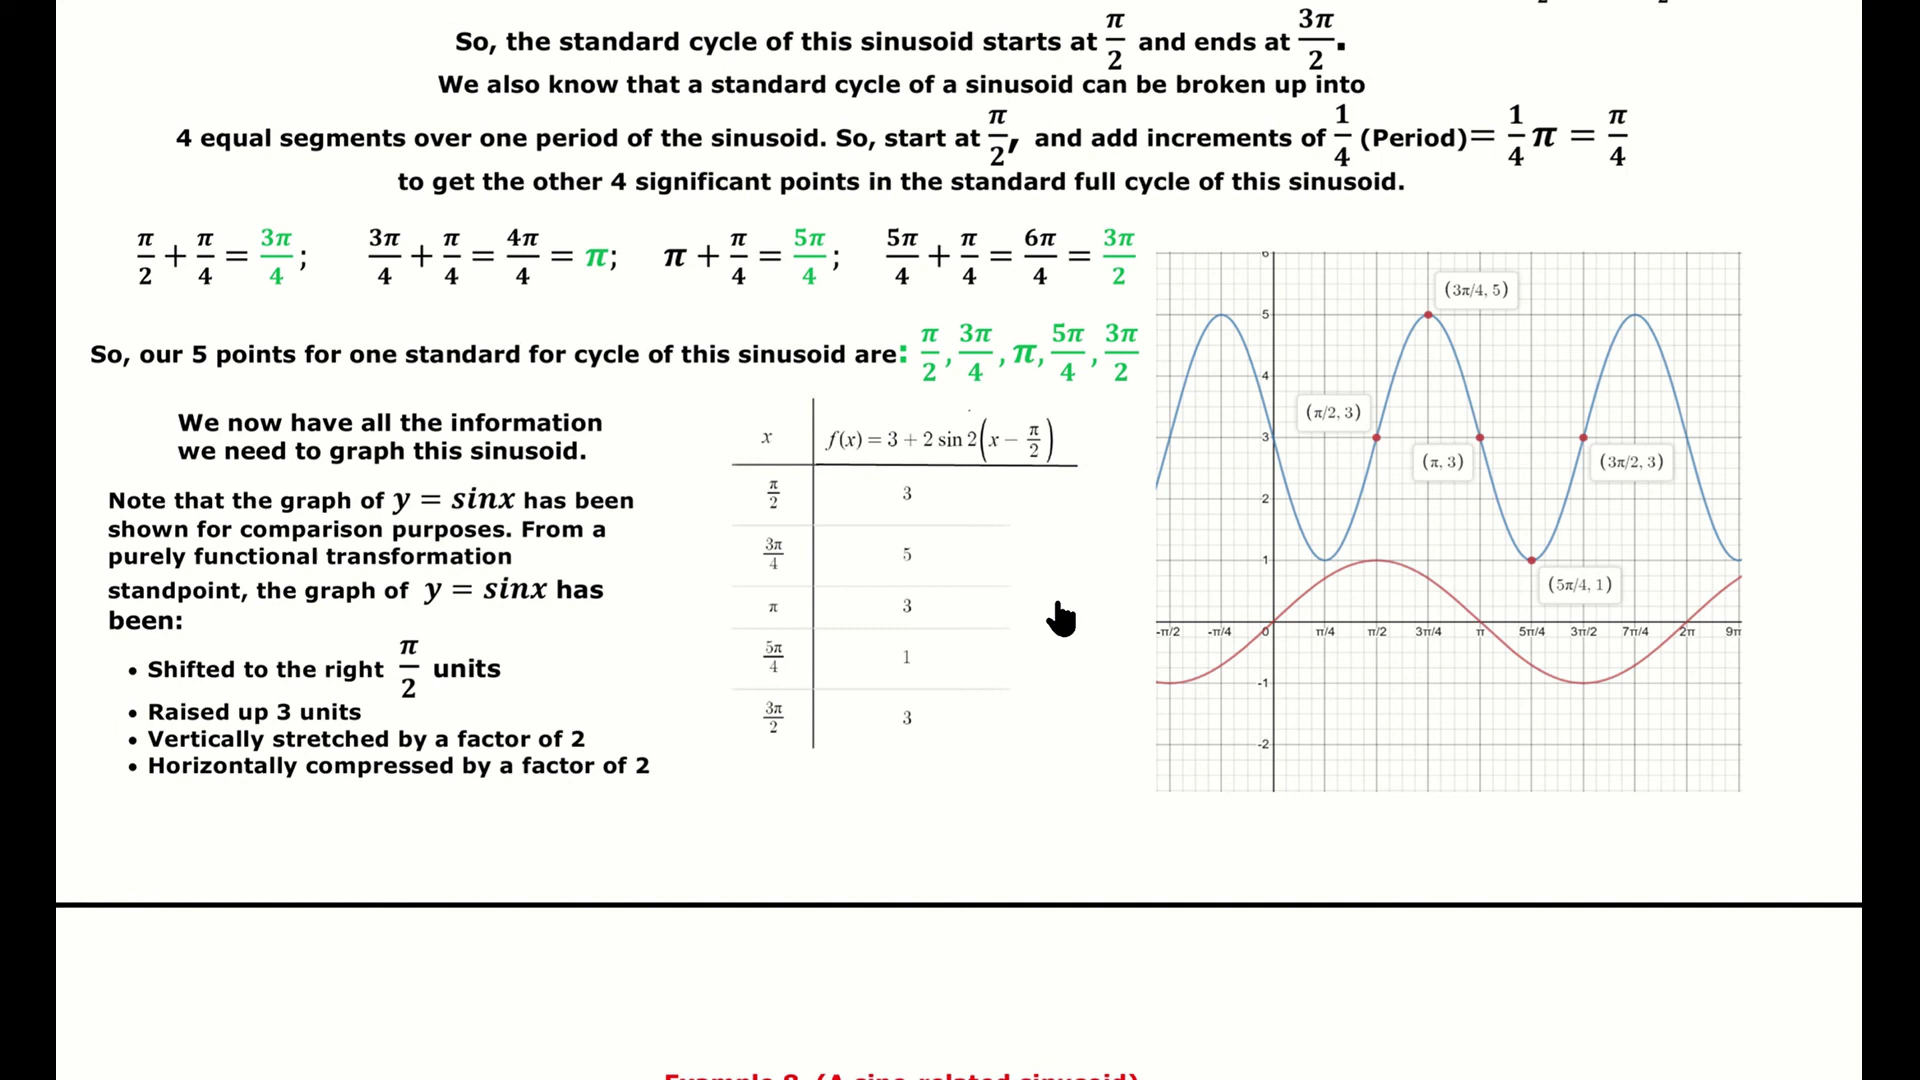 So, the standard cycle of this sinusoid starts at π/2 and ends at 3π/2.
We also know that a standard cycle of a sinusoid can be broken up into
4 equal segments over one period of the sinusoid. So, start at π/2, and add increments of 1/4 (Period)= 1/4 π = π/4
to get the other 4 significant points in the standard full cycle of this sinusoid.
π/2 + π/4 = 3π/4; 3π/4 + π/4 = 4π/4 = π; π + π/4 = 5π/4; 5π/4 + π/4 = 6π/4 = 3π/2
So, our 5 points for one standard for cycle of this sinusoid are: π/2, 3π/4, π, 5π/4, 3π/2
We now have all the information
we need to graph this sinusoid.
Note that the graph of y = sinx has been
shown for comparison purposes. From a
purely functional transformation
standpoint, the graph of y = sinx has
been:
• Shifted to the right π/2 units
• Raised up 3 units
• Vertically stretched by a factor of 2
• Horizontally compressed by a factor of 2
x f(x) = 3 + 2 sin 2(x − π/2)
π/2 3
3π/4 5
π 3
5π/4 1
3π/2 3
6
5
4
3
2
1
-1
-2
(3π/4, 5)
(π/2, 3)
(π, 3)
(3π/2, 3)
(5π/4, 1)
-π/2 -π/4 0 π/4 π/2 3π/4 π 5π/4 3π/2 7π/4 2π 9π
Example 8 (A sine-related sinusoid)